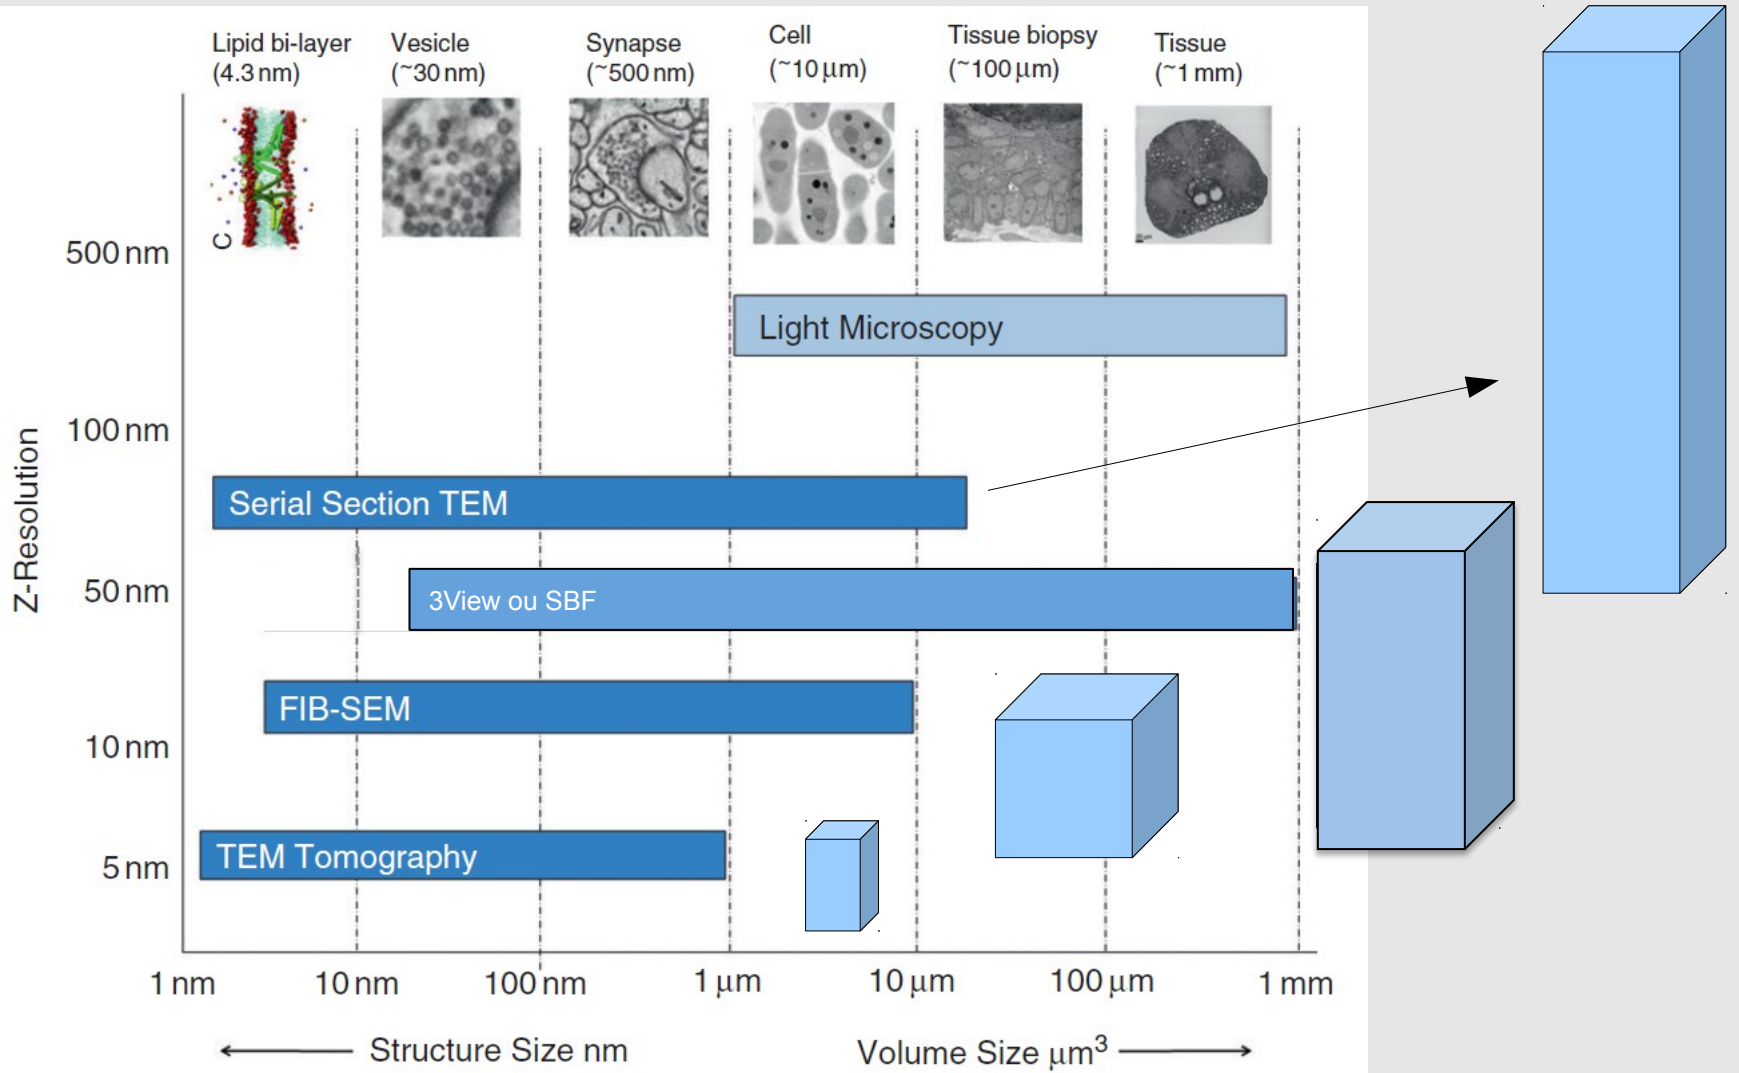 Lipid bi-layer
(4.3 nm)
Vesicle
(~30 nm)
Synapse
(~500 nm)
Cell
(~10 μm)
Tissue biopsy
(~100 μm)
Tissue
(~1 mm)
C
500 nm
Light Microscopy
100 nm
Serial Section TEM
Z-Resolution
50 nm
3View ou SBF
FIB-SEM
10 nm
TEM Tomography
5 nm
1 nm
10 nm
100 nm
1 μm
10 μm
100 μm
1 mm
Structure Size nm
Volume Size μm³